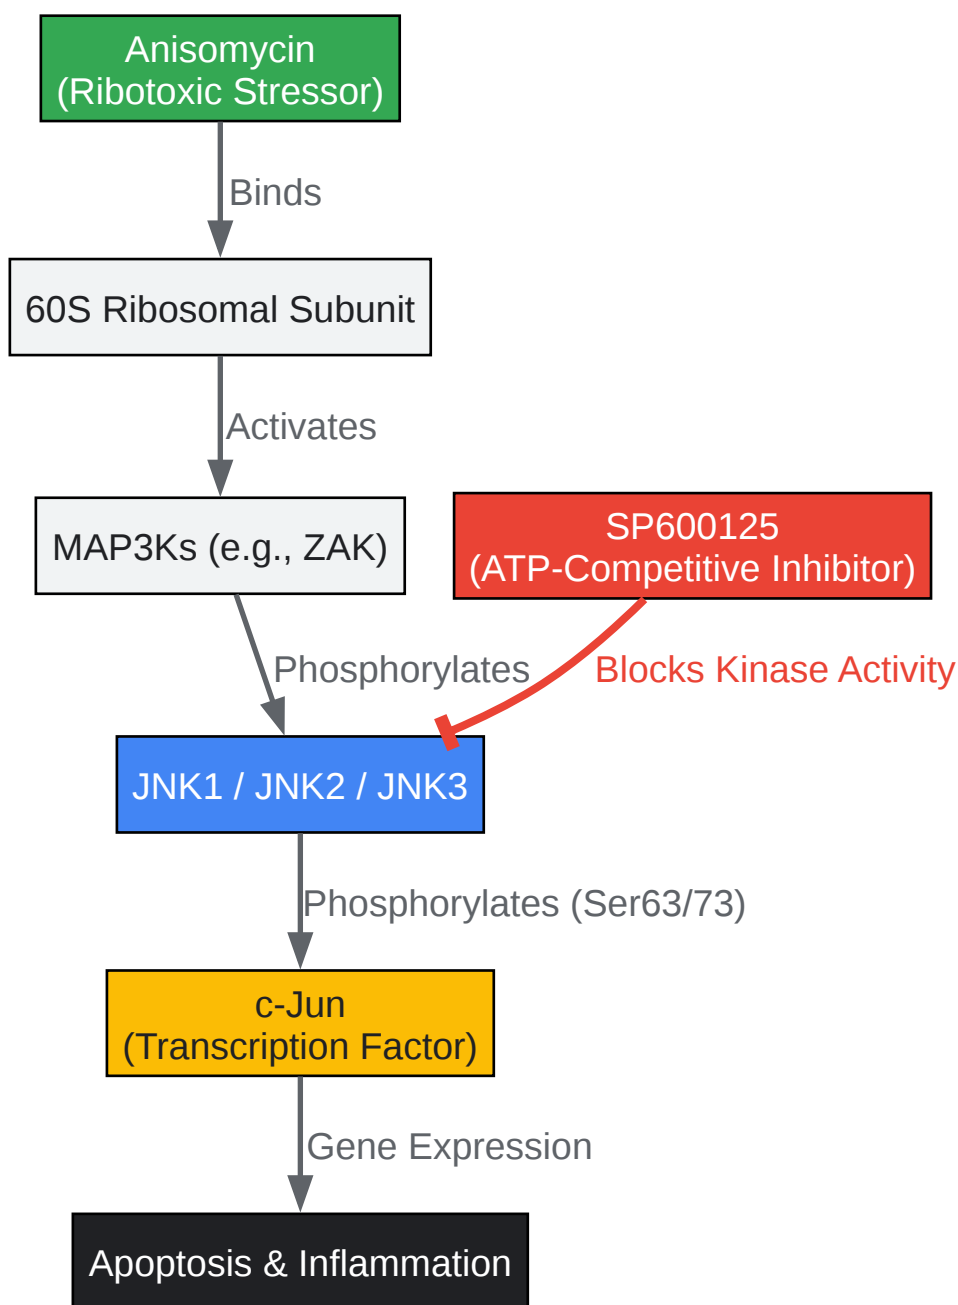 Anisomycin
(Ribotoxic Stressor)
Binds
60S Ribosomal Subunit
Activates
MAP3Ks (e.g., ZAK)
SP600125
(ATP-Competitive Inhibitor)
Phosphorylates
Blocks Kinase Activity
JNK1 / JNK2 / JNK3
Phosphorylates (Ser63/73)
c-Jun
(Transcription Factor)
Gene Expression
Apoptosis & Inflammation